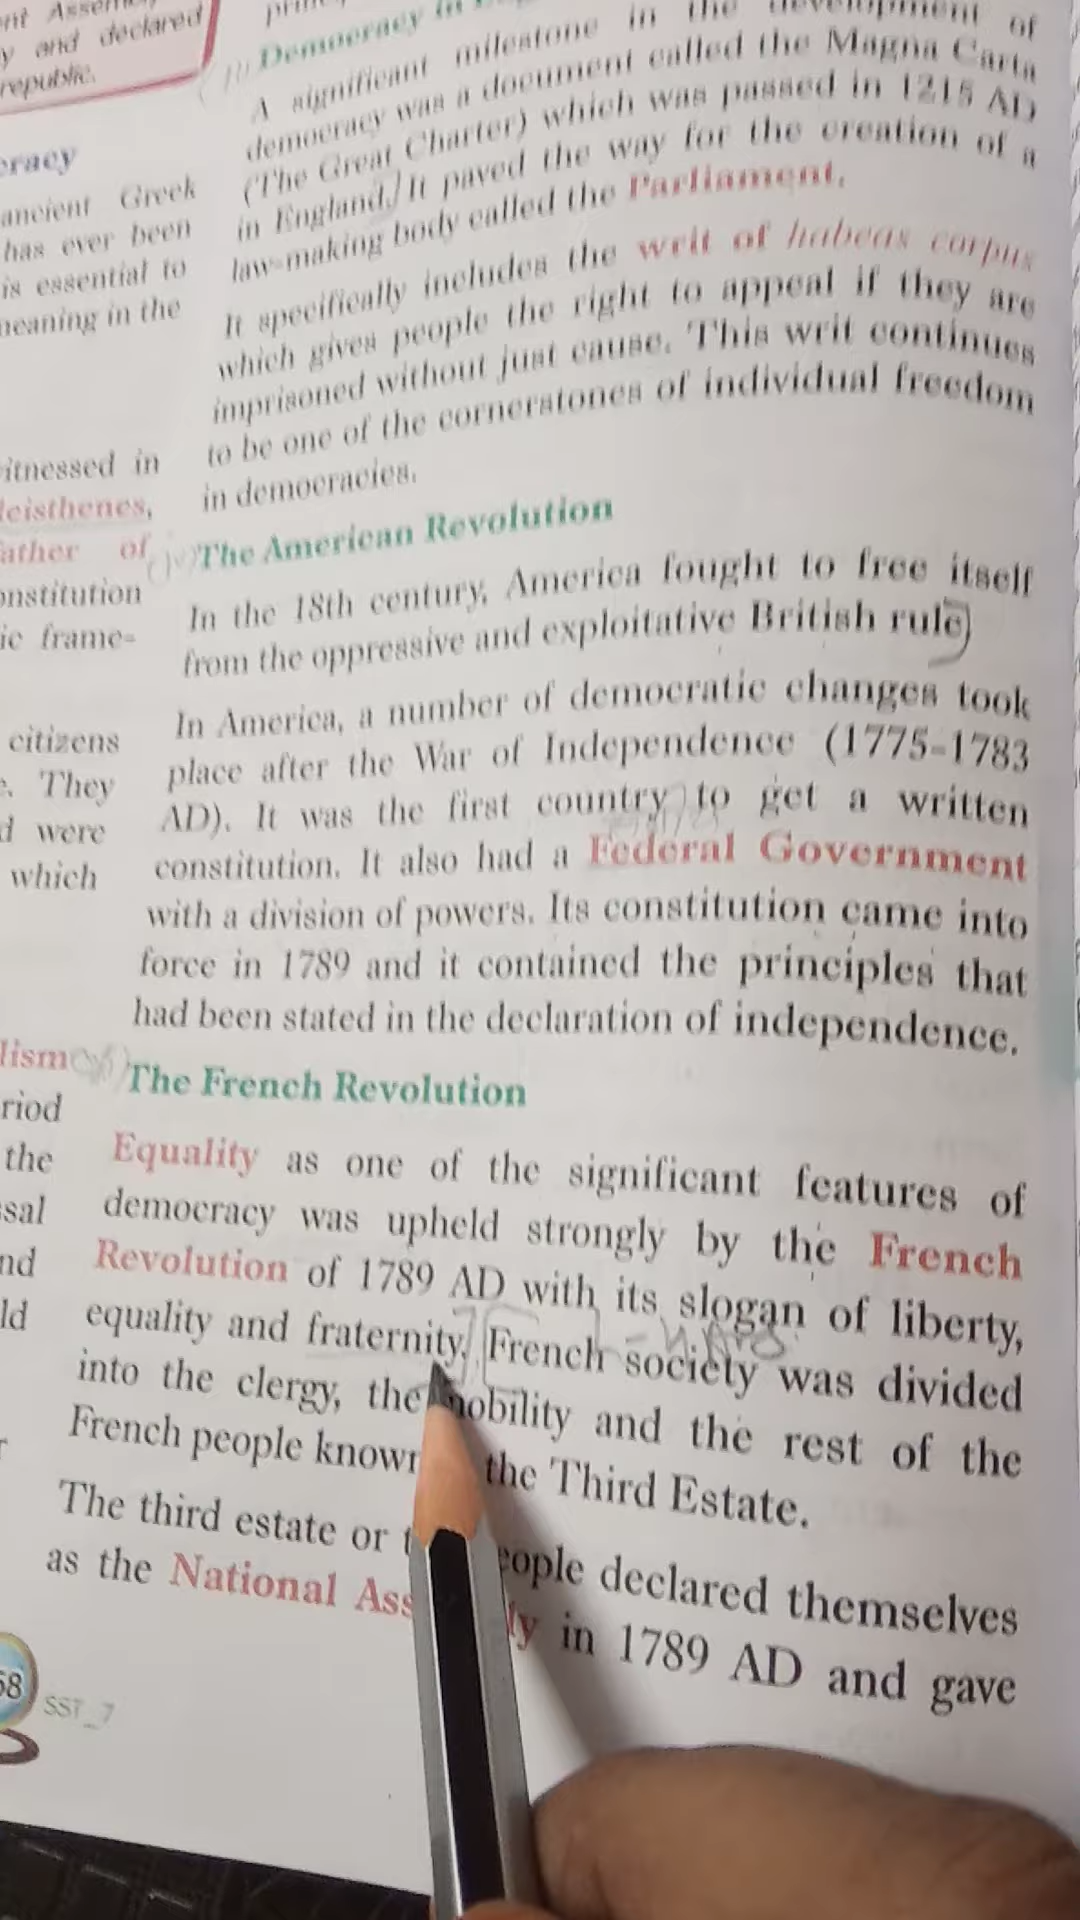 nt Assem
y and declared
republic.
eracy
ancient Greek
has ever been
is essential to
meaning in the
itnessed in
leisthenes,
father of
onstitution
ic frame-
citizens
e. They
d were
which
lism
riod
the
sal
nd
ld
58
SST_7
Democracy in
A significant milestone in the development of
democracy was a document called the Magna Carta
(The Great Charter) which was passed in 1215 AD
in England. It paved the way for the creation of a
law-making body called the Parliament.
It specifically includes the writ of habeas corpus
which gives people the right to appeal if they are
imprisoned without just cause. This writ continues
to be one of the cornerstones of individual freedom
in democracies.
The American Revolution
In the 18th century, America fought to free itself
from the oppressive and exploitative British rule
In America, a number of democratic changes took
place after the War of Independence (1775-1783
AD). It was the first country to get a written
constitution. It also had a Federal Government
with a division of powers. Its constitution came into
force in 1789 and it contained the principles that
had been stated in the declaration of independence.
The French Revolution
Equality as one of the significant features of
democracy was upheld strongly by the French
Revolution of 1789 AD with its slogan of liberty,
equality and fraternity. French society was divided
into the clergy, the nobility and the rest of the
French people known the Third Estate.
The third estate or t eople declared themselves
as the National Ass ly in 1789 AD and gave